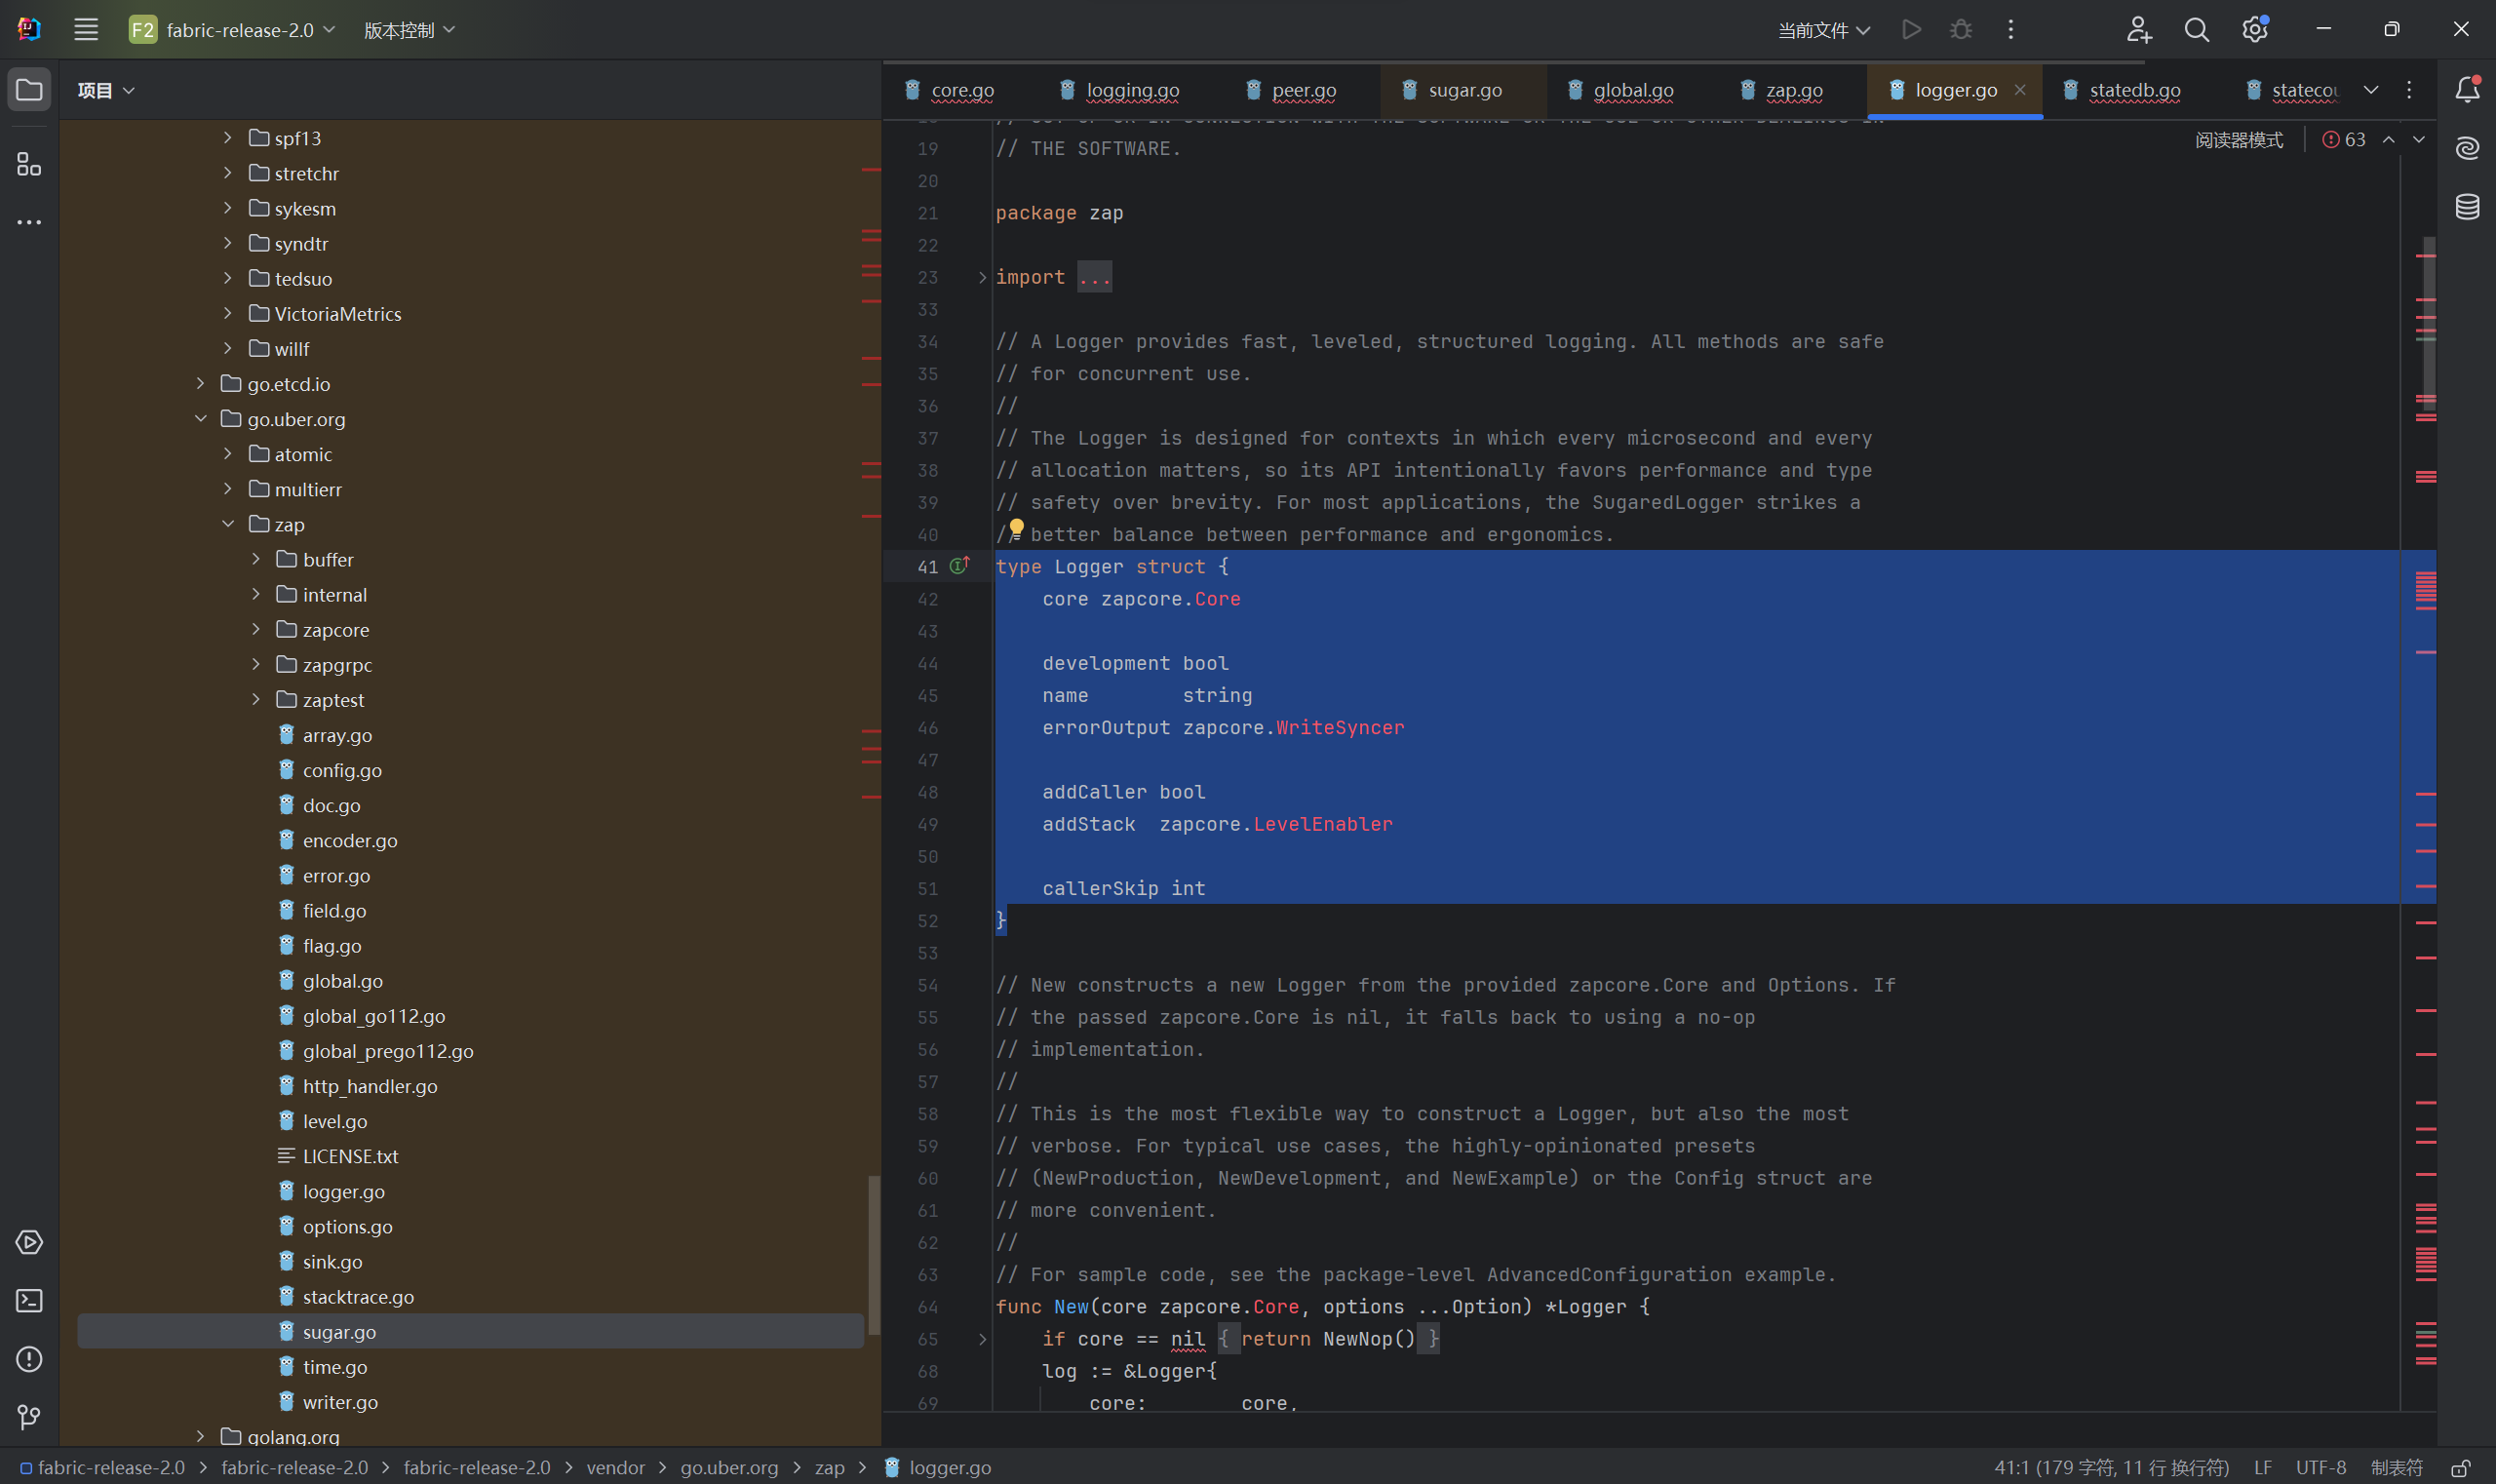 F2 fabric-release-2.0 版本控制 当前文件
项目
core.go logging.go peer.go sugar.go global.go zap.go logger.go statedb.go
阅读器模式 63
spf13
stretchr
sykesm
syndtr
tedsuo
VictoriaMetrics
willf
go.etcd.io
go.uber.org
atomic
multierr
zap
buffer
internal
zapcore
zapgrpc
zaptest
array.go
config.go
doc.go
encoder.go
error.go
field.go
flag.go
global.go
global_go112.go
global_prego112.go
http_handler.go
level.go
LICENSE.txt
logger.go
options.go
sink.go
stacktrace.go
sugar.go
time.go
writer.go
golang.org
19 // THE SOFTWARE.
20
21 package zap
22
23 import ...
33
34 // A Logger provides fast, leveled, structured logging. All methods are safe
35 // for concurrent use.
36 //
37 // The Logger is designed for contexts in which every microsecond and every
38 // allocation matters, so its API intentionally favors performance and type
39 // safety over brevity. For most applications, the SugaredLogger strikes a
40 // better balance between performance and ergonomics.
41 type Logger struct {
42 core zapcore.Core
43
44 development bool
45 name string
46 errorOutput zapcore.WriteSyncer
47
48 addCaller bool
49 addStack zapcore.LevelEnabler
50
51 callerSkip int
52 }
53
54 // New constructs a new Logger from the provided zapcore.Core and Options. If
55 // the passed zapcore.Core is nil, it falls back to using a no-op
56 // implementation.
57 //
58 // This is the most flexible way to construct a Logger, but also the most
59 // verbose. For typical use cases, the highly-opinionated presets
60 // (NewProduction, NewDevelopment, and NewExample) or the Config struct are
61 // more convenient.
62 //
63 // For sample code, see the package-level AdvancedConfiguration example.
64 func New(core zapcore.Core, options ...Option) *Logger {
65 if core == nil { return NewNop() }
68 log := &Logger{
69 core: core,
fabric-release-2.0 > fabric-release-2.0 > fabric-release-2.0 > vendor > go.uber.org > zap > logger.go
41:1 (179 字符, 11 行 换行符) LF UTF-8 制表符